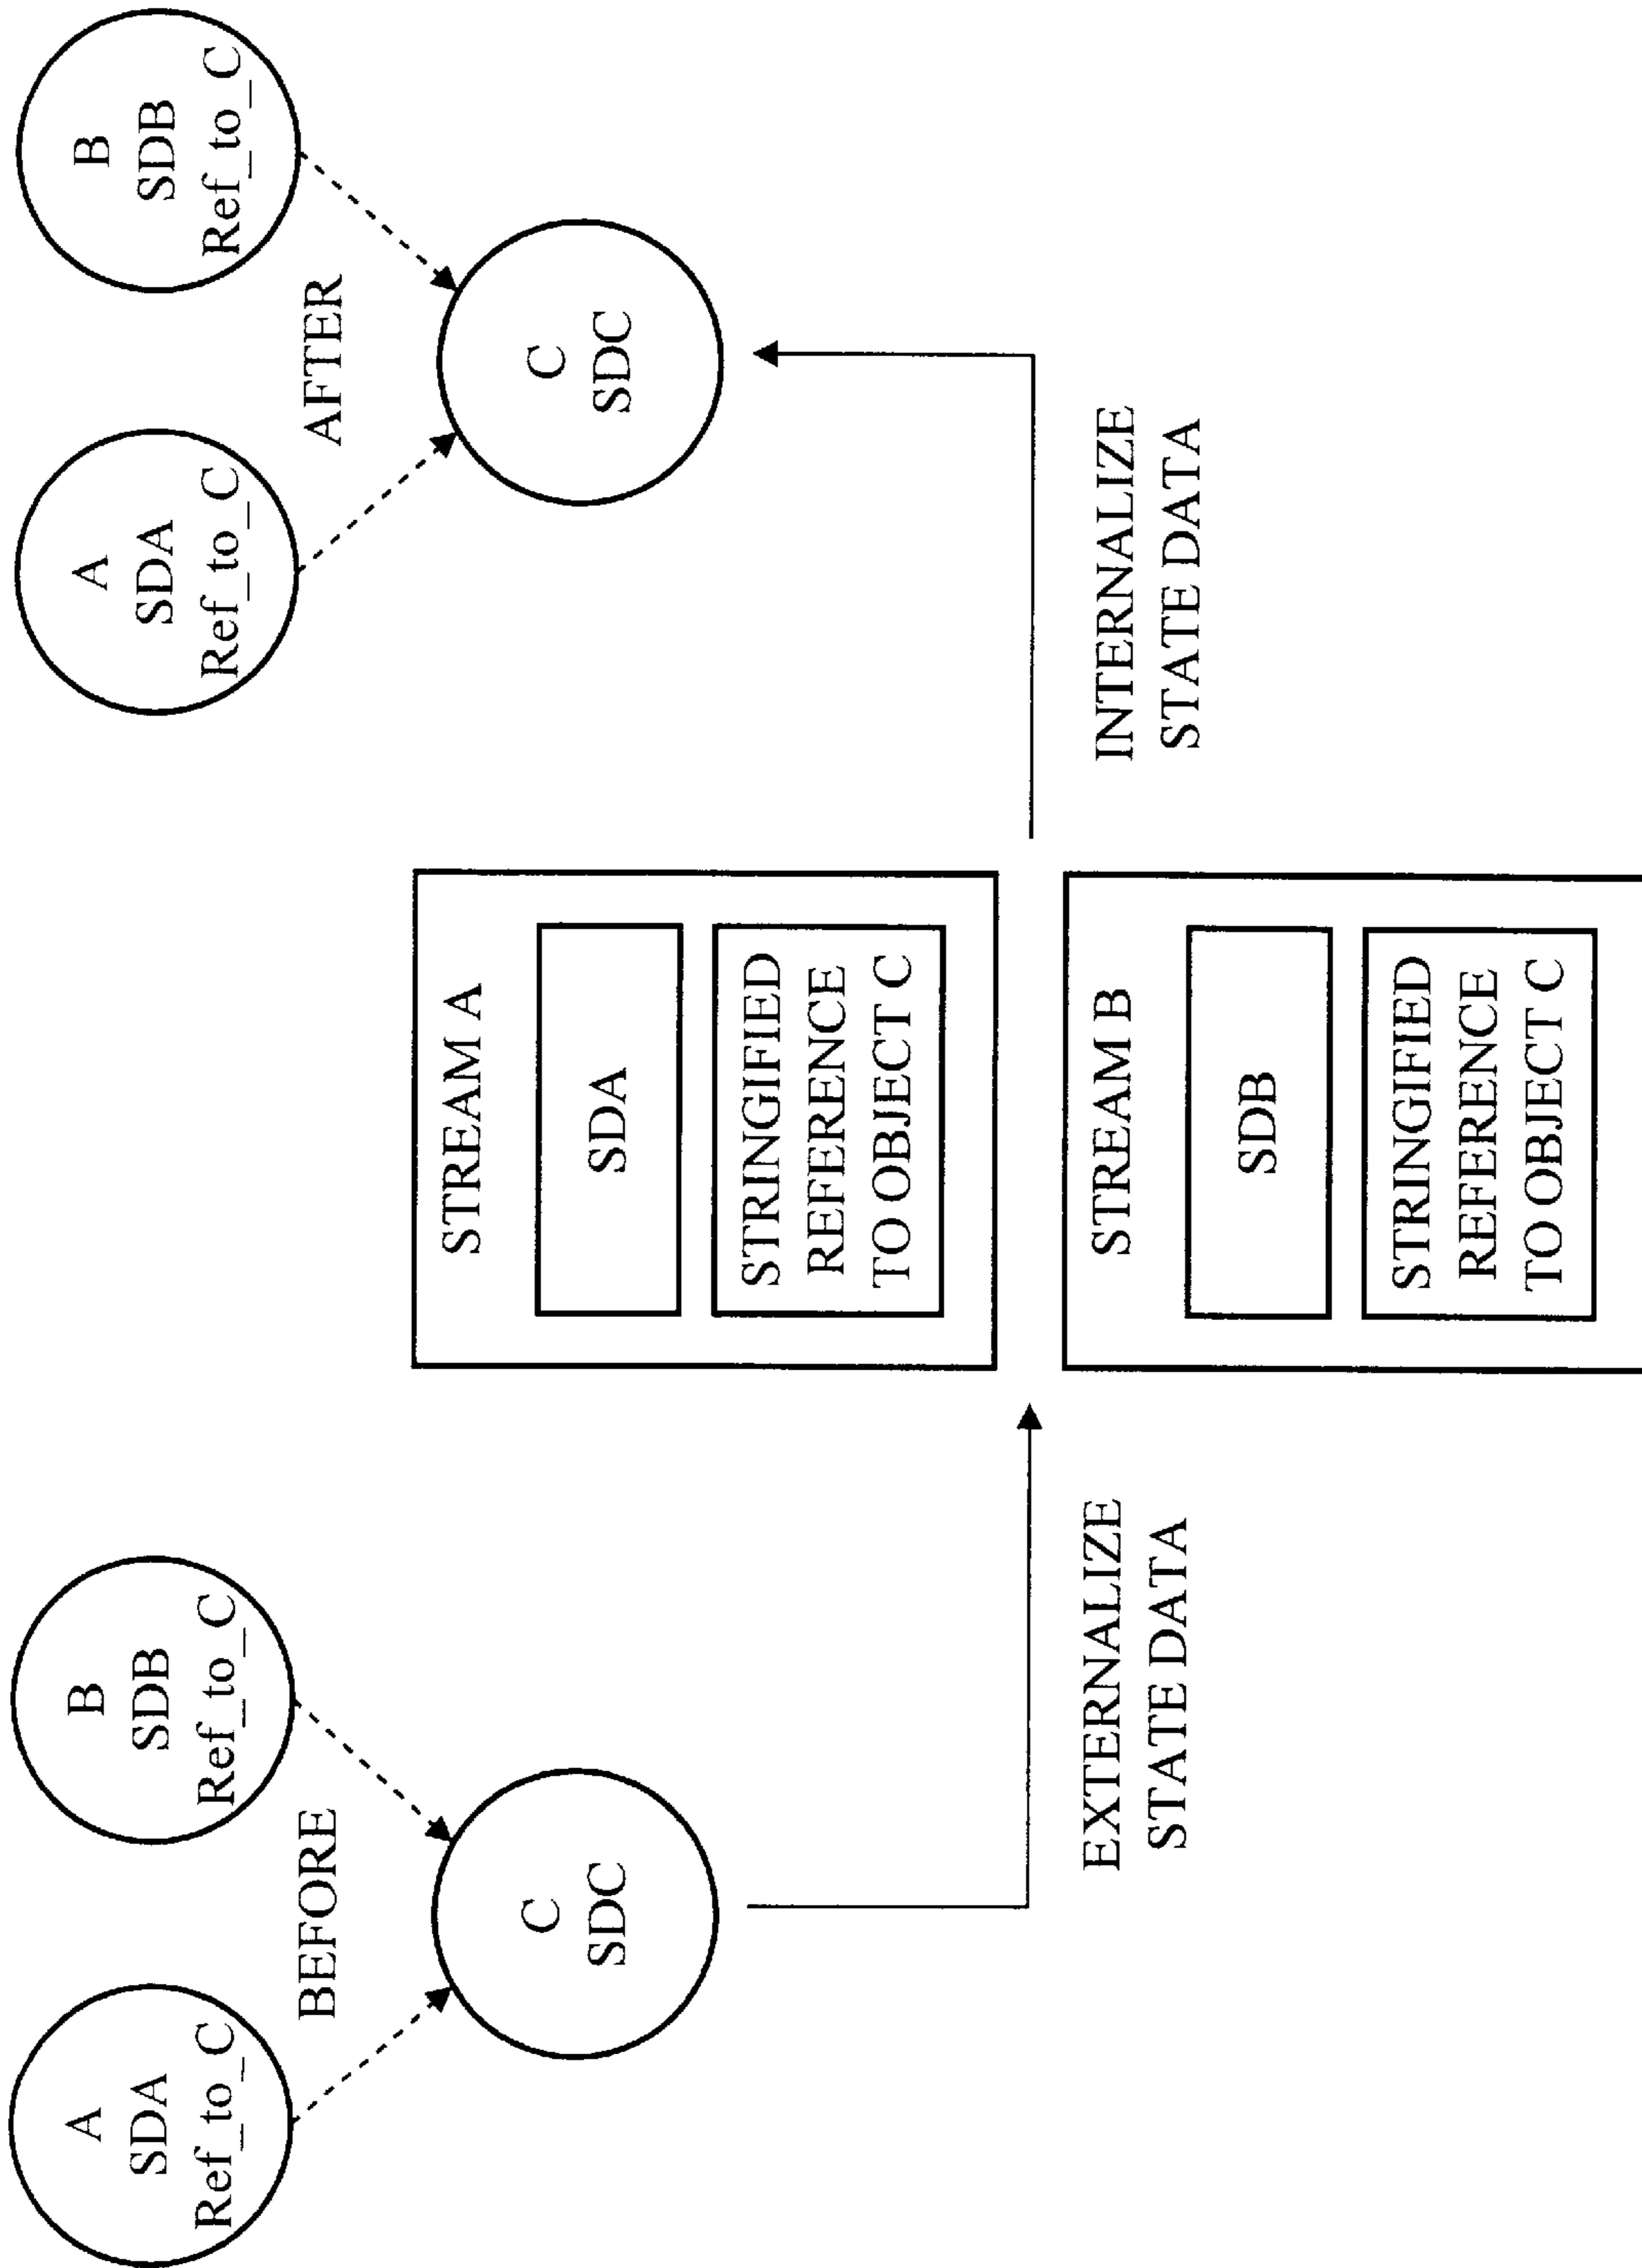 A
SDA
Ref_to_C
B
SDB
Ref_to_C
BEFORE
C
SDC
EXTERNALIZE
STATE DATA
STREAM A
SDA
STRINGIFIED
REFERENCE
TO OBJECT C
STREAM B
SDB
STRINGIFIED
REFERENCE
TO OBJECT C
INTERNALIZE
STATE DATA
A
SDA
Ref_to_C
B
SDB
Ref_to_C
AFTER
C
SDC